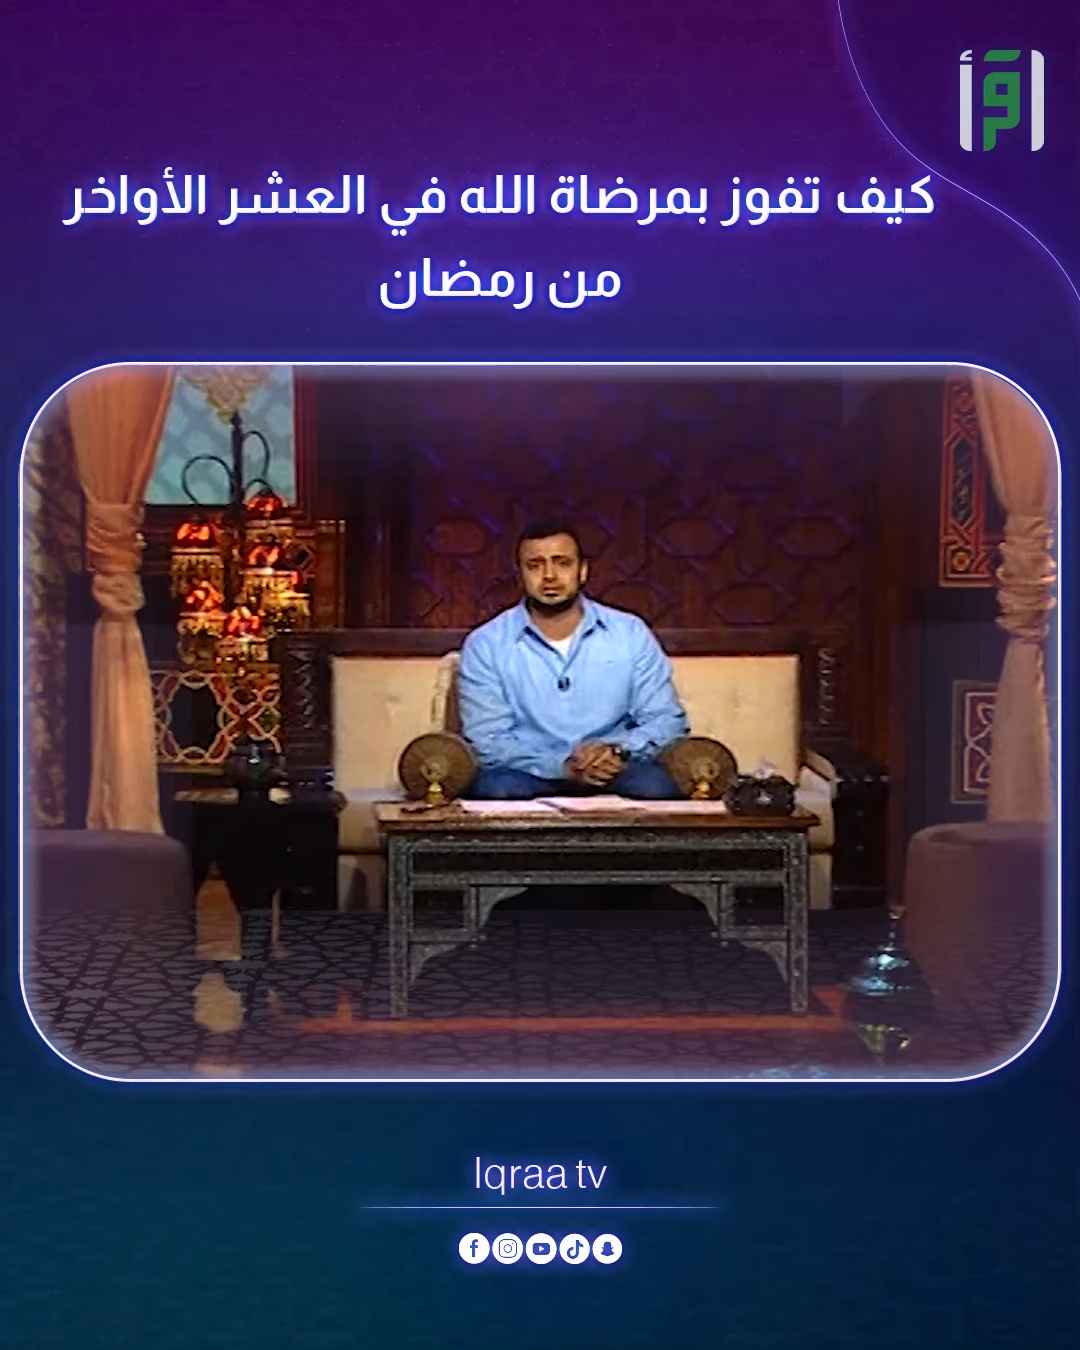 اقرأ
كيف تفوز بمرضاة الله في العشر الأواخر
من رمضان
Iqraa tv